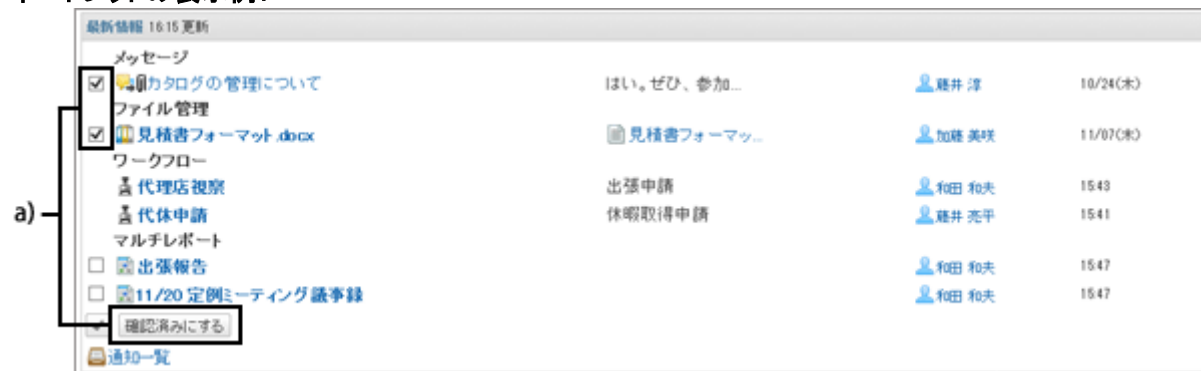 最新情報 16:15 更新
メッセージ
カタログの管理について はい。ぜひ、参加... 藤井 淳 10/24(木)
ファイル管理
見積書フォーマット.docx 見積書フォーマッ... 加藤 美咲 11/07(木)
ワークフロー
代理店視察 出張申請 和田 和夫 15:43
a)
代休申請 休暇取得申請 藤井 亮平 15:41
マルチレポート
出張報告 和田 和夫 15:47
11/20 定例ミーティング議事録 和田 和夫 15:47
確認済みにする
通知一覧